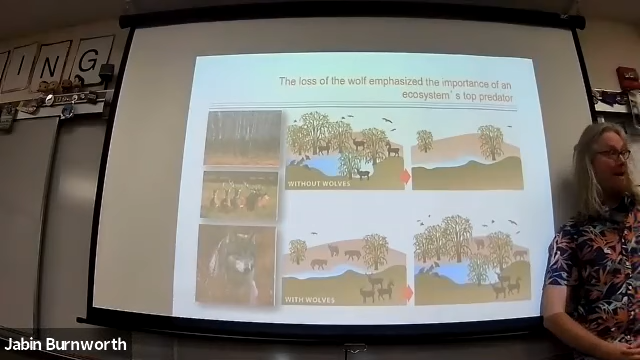 ING
The loss of the wolf emphasized the importance of an
ecosystem's top predator
WITHOUT WOLVES
WITH WOLVES
Jabin Burnworth